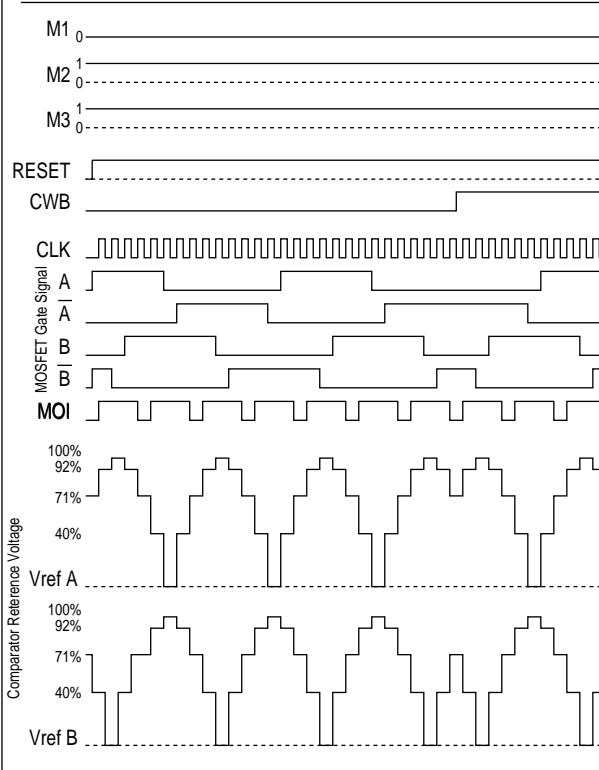 M1 0
M2 1
0
M3 1
0
RESET
CWB
CLK
MOSFET Gate Signal
A
A̅
B
B̅
MOI
Comparator Reterence Voltage
100%
92%
71%
40%
Vref A
100%
92%
71%
40%
Vref B